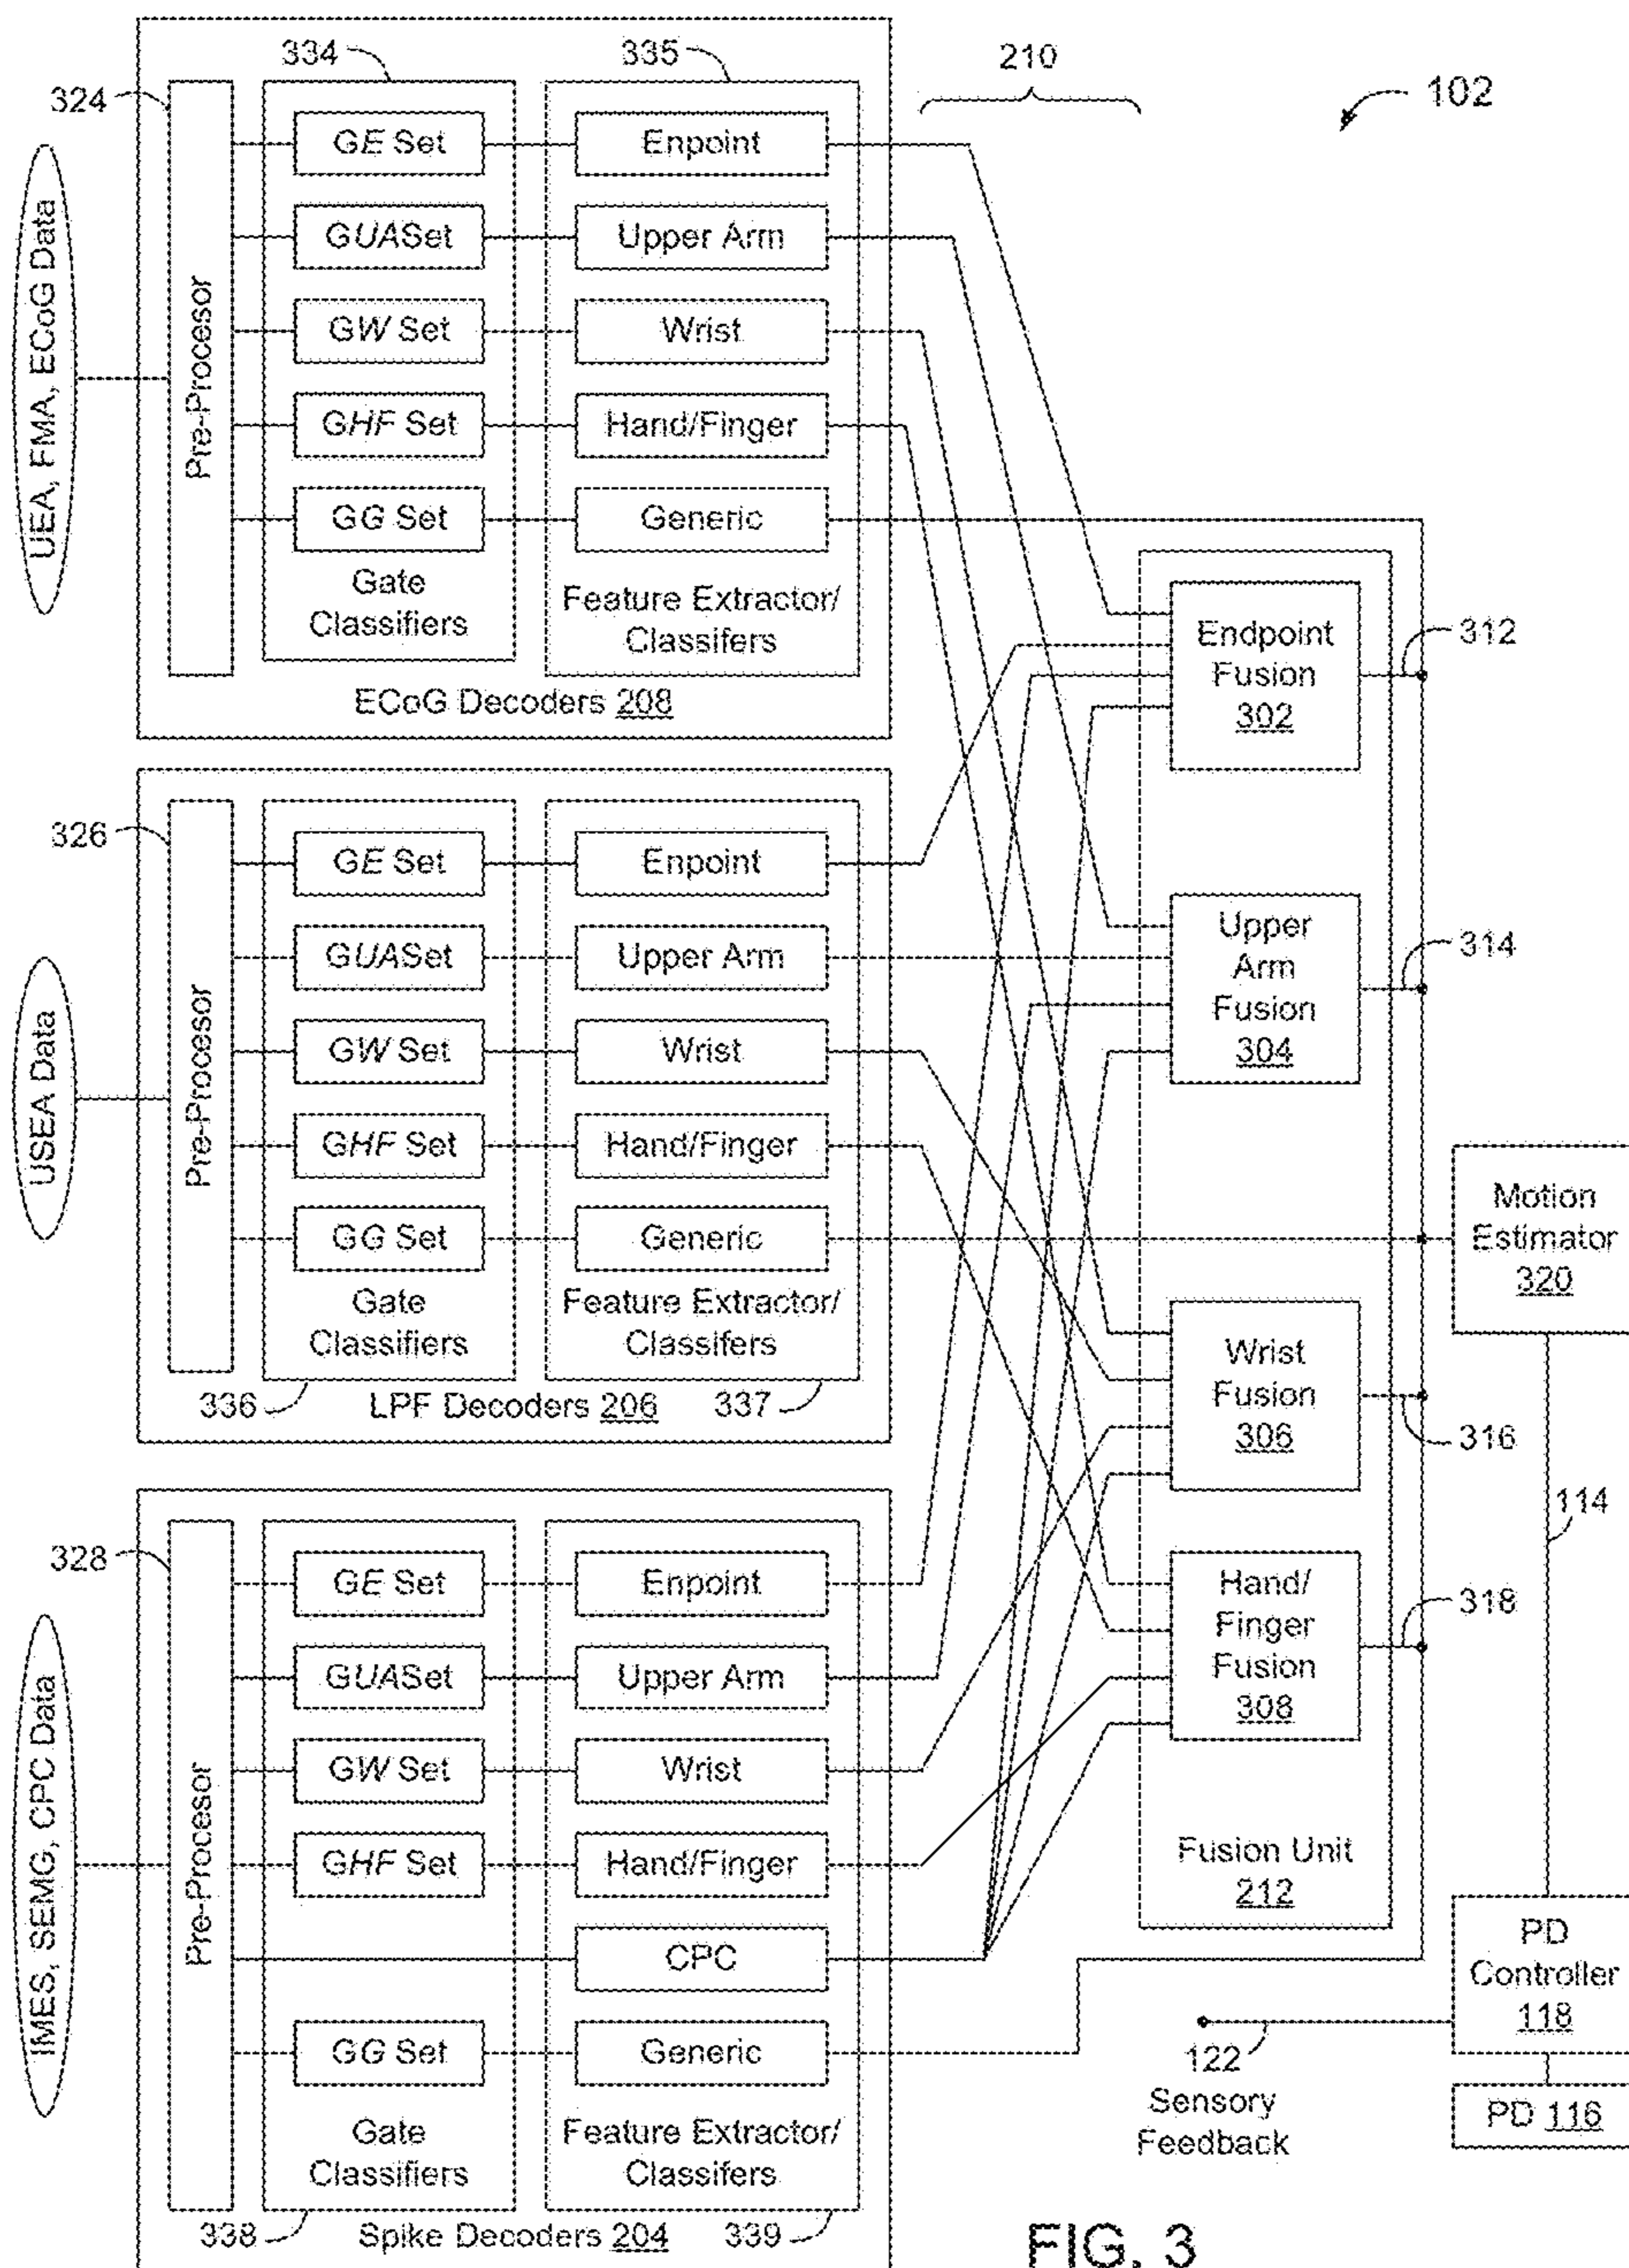 334
335
210
102
324
UEA, FMA, ECoG Data
Pre-Procesor
GE Set
Enpoint
GUASet
Upper Arm
GW Set
Wrist
GHF Set
Hand/Finger
GG Set
Generic
Gate
Classifiers
Feature Extractor/
Classifers
ECoG Decoders 208
Endpoint
Fusion
302
312
326
USEA Data
Pre-Procesor
GE Set
Enpoint
GUASet
Upper Arm
GW Set
Wrist
GHF Set
Hand/Finger
GG Set
Generic
Gate
Classifiers
Feature Extractor/
Classifers
336
LPF Decoders 206
337
Upper
Arm
Fusion
304
314
Motion
Estimator
320
Wrist
Fusion
306
316
114
328
IMES, SEMG, CPC Data
Pre-Procesor
GE Set
Enpoint
GUASet
Upper Arm
GW Set
Wrist
GHF Set
Hand/Finger
CPC
GG Set
Generic
Gate
Classifiers
Feature Extractor/
Classifers
338
Spike Decoders 204
339
Hand/
Finger
Fusion
308
318
Fusion Unit
212
PD
Controller
118
122
Sensory
Feedback
PD 116
FIG. 3